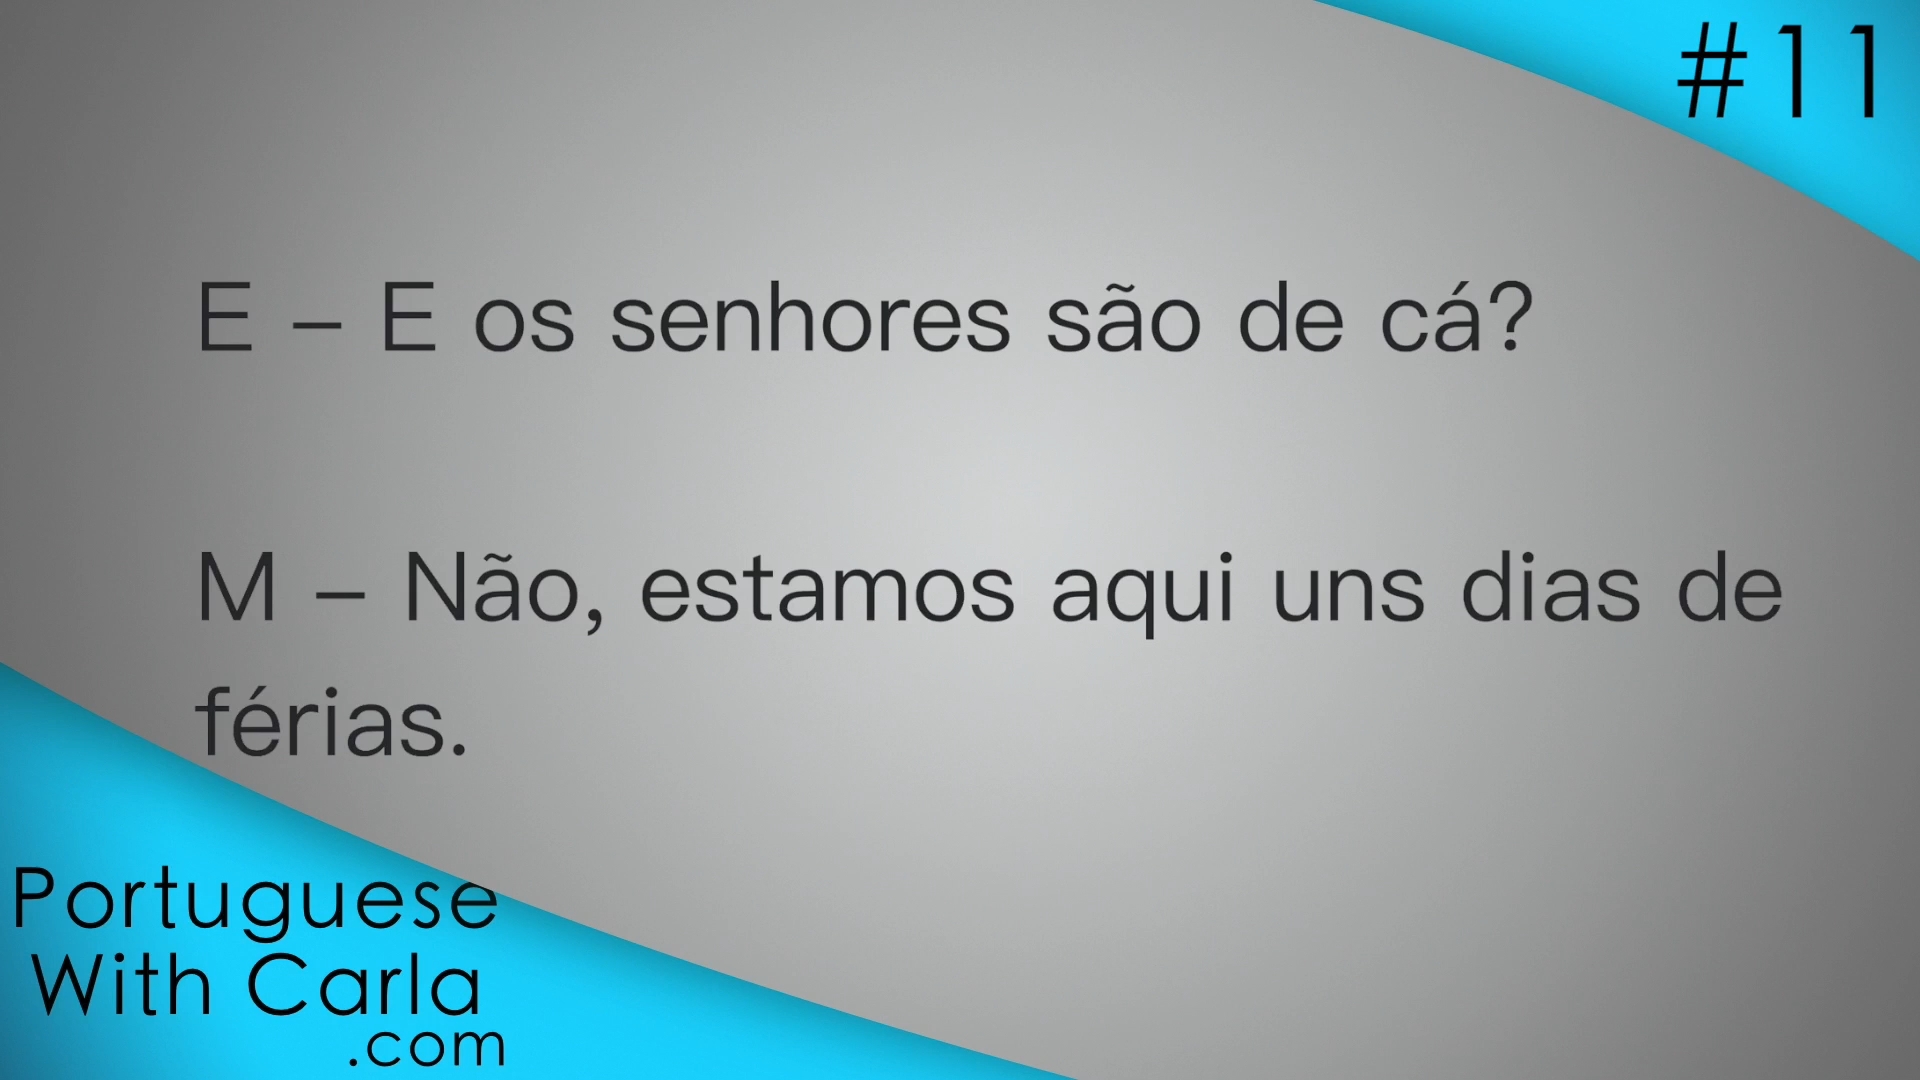 #11
E – E os senhores são de cá?
M – Não, estamos aqui uns dias de
férias.
Portuguese
With Carla
.com